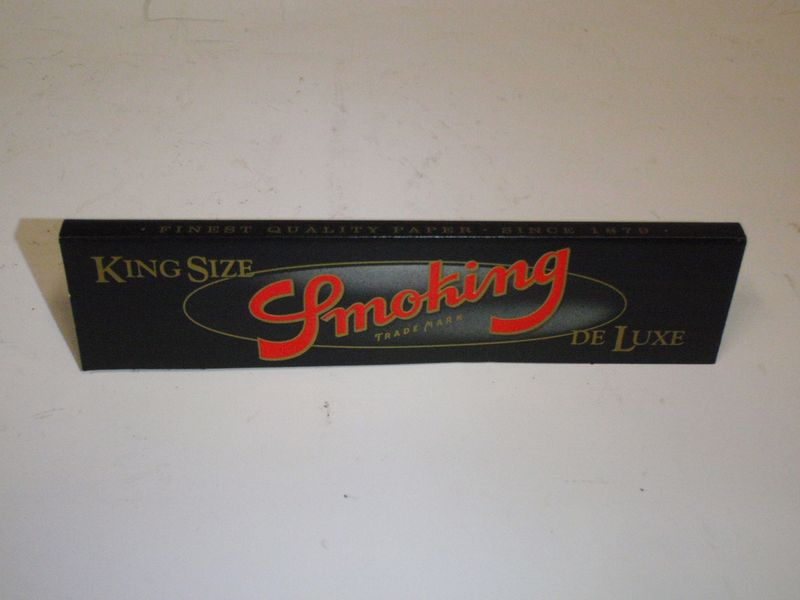 · FINEST QUALITY PAPER · SINCE 1879 ·
KING SIZE
Smoking
TRADE MARK
DE LUXE